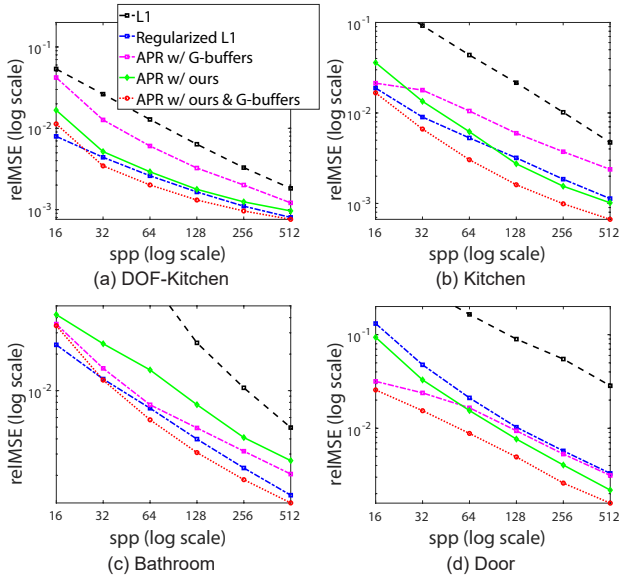 L1
Regularized L1
APR w/ G-buffers
APR w/ ours
APR w/ ours & G-buffers
relMSE (log scale)
10^-1
10^-2
10^-3
16 32 64 128 256 512
spp (log scale)
(a) DOF-Kitchen
relMSE (log scale)
10^-1
10^-2
10^-3
16 32 64 128 256 512
spp (log scale)
(b) Kitchen
relMSE (log scale)
10^-2
16 32 64 128 256 512
spp (log scale)
(c) Bathroom
relMSE (log scale)
10^-1
10^-2
16 32 64 128 256 512
spp (log scale)
(d) Door